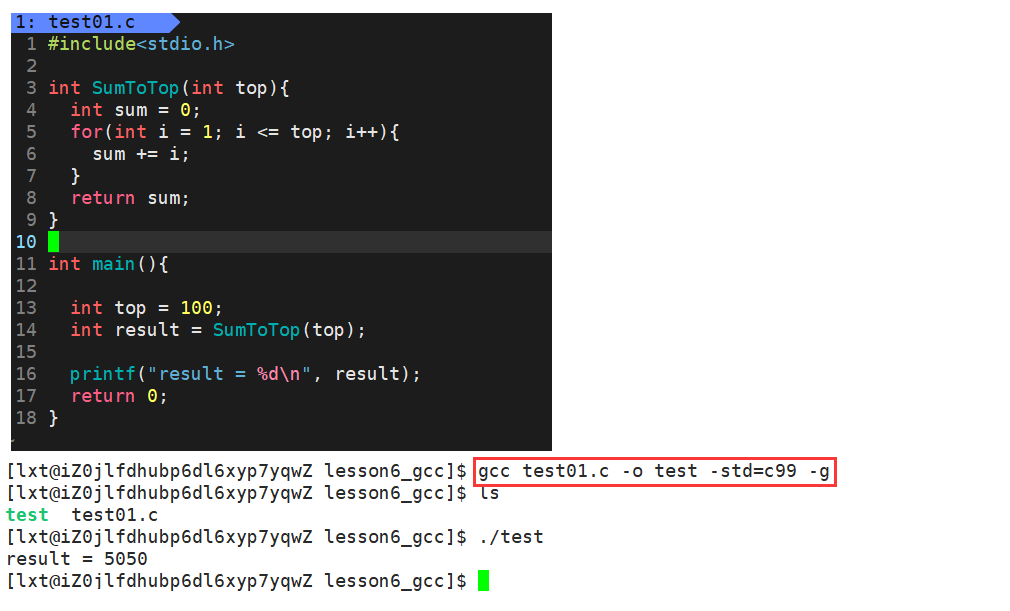 1: test01.c
1 #include<stdio.h>
2
3 int SumToTop(int top){
4   int sum = 0;
5   for(int i = 1; i <= top; i++){
6     sum += i;
7   }
8   return sum;
9 }
10
11 int main(){
12
13   int top = 100;
14   int result = SumToTop(top);
15
16   printf("result = %d\n", result);
17   return 0;
18 }
~
[lxt@iZ0jlfdhubp6dl6xyp7yqwZ lesson6_gcc]$ gcc test01.c -o test -std=c99 -g
[lxt@iZ0jlfdhubp6dl6xyp7yqwZ lesson6_gcc]$ ls
test  test01.c
[lxt@iZ0jlfdhubp6dl6xyp7yqwZ lesson6_gcc]$ ./test
result = 5050
[lxt@iZ0jlfdhubp6dl6xyp7yqwZ lesson6_gcc]$